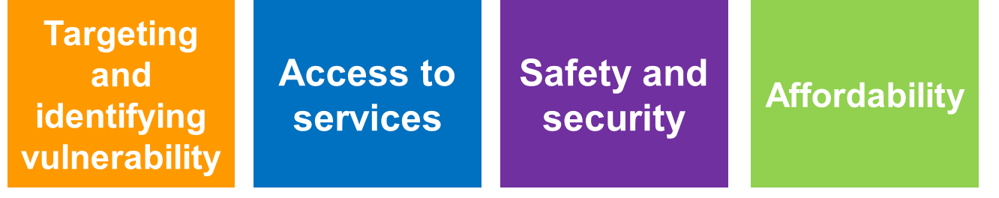 Targeting
and
identifying
vulnerability
Access to
services
Safety and
security
Affordability